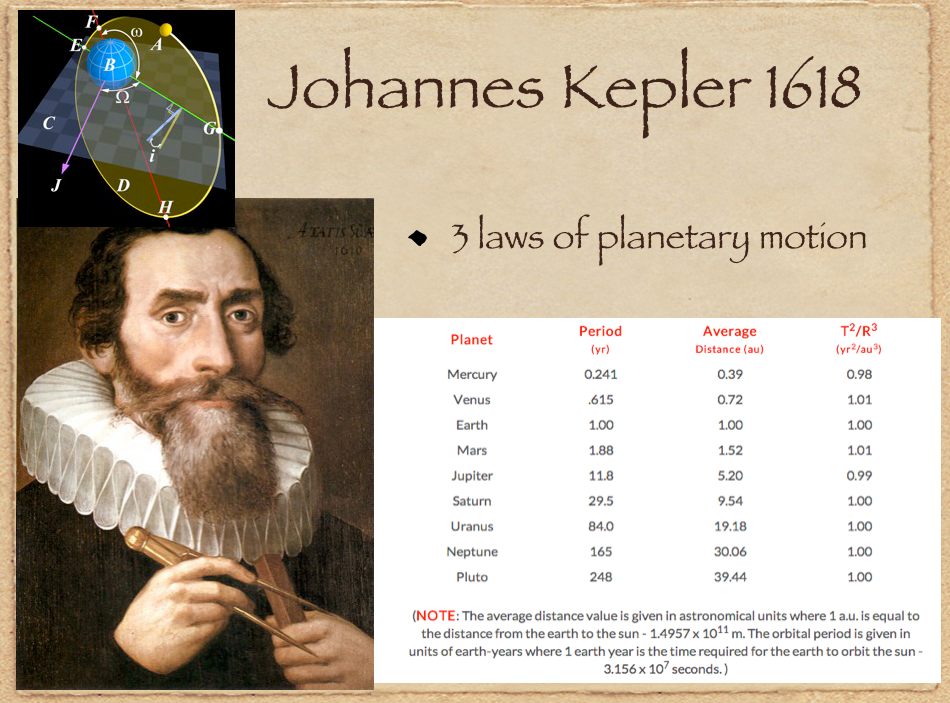 F
ω
E
A
B
Ω
C
G
i
J
D
H
Johannes Kepler 1618
ÆTATIS SUÆ
1610
◆ 3 laws of planetary motion
Planet Period (yr) Average Distance (au) T²/R³ (yr²/au³)
Mercury 0.241 0.39 0.98
Venus .615 0.72 1.01
Earth 1.00 1.00 1.00
Mars 1.88 1.52 1.01
Jupiter 11.8 5.20 0.99
Saturn 29.5 9.54 1.00
Uranus 84.0 19.18 1.00
Neptune 165 30.06 1.00
Pluto 248 39.44 1.00
(NOTE: The average distance value is given in astronomical units where 1 a.u. is equal to
the distance from the earth to the sun - 1.4957 x 10¹¹ m. The orbital period is given in
units of earth-years where 1 earth year is the time required for the earth to orbit the sun -
3.156 x 10⁷ seconds. )